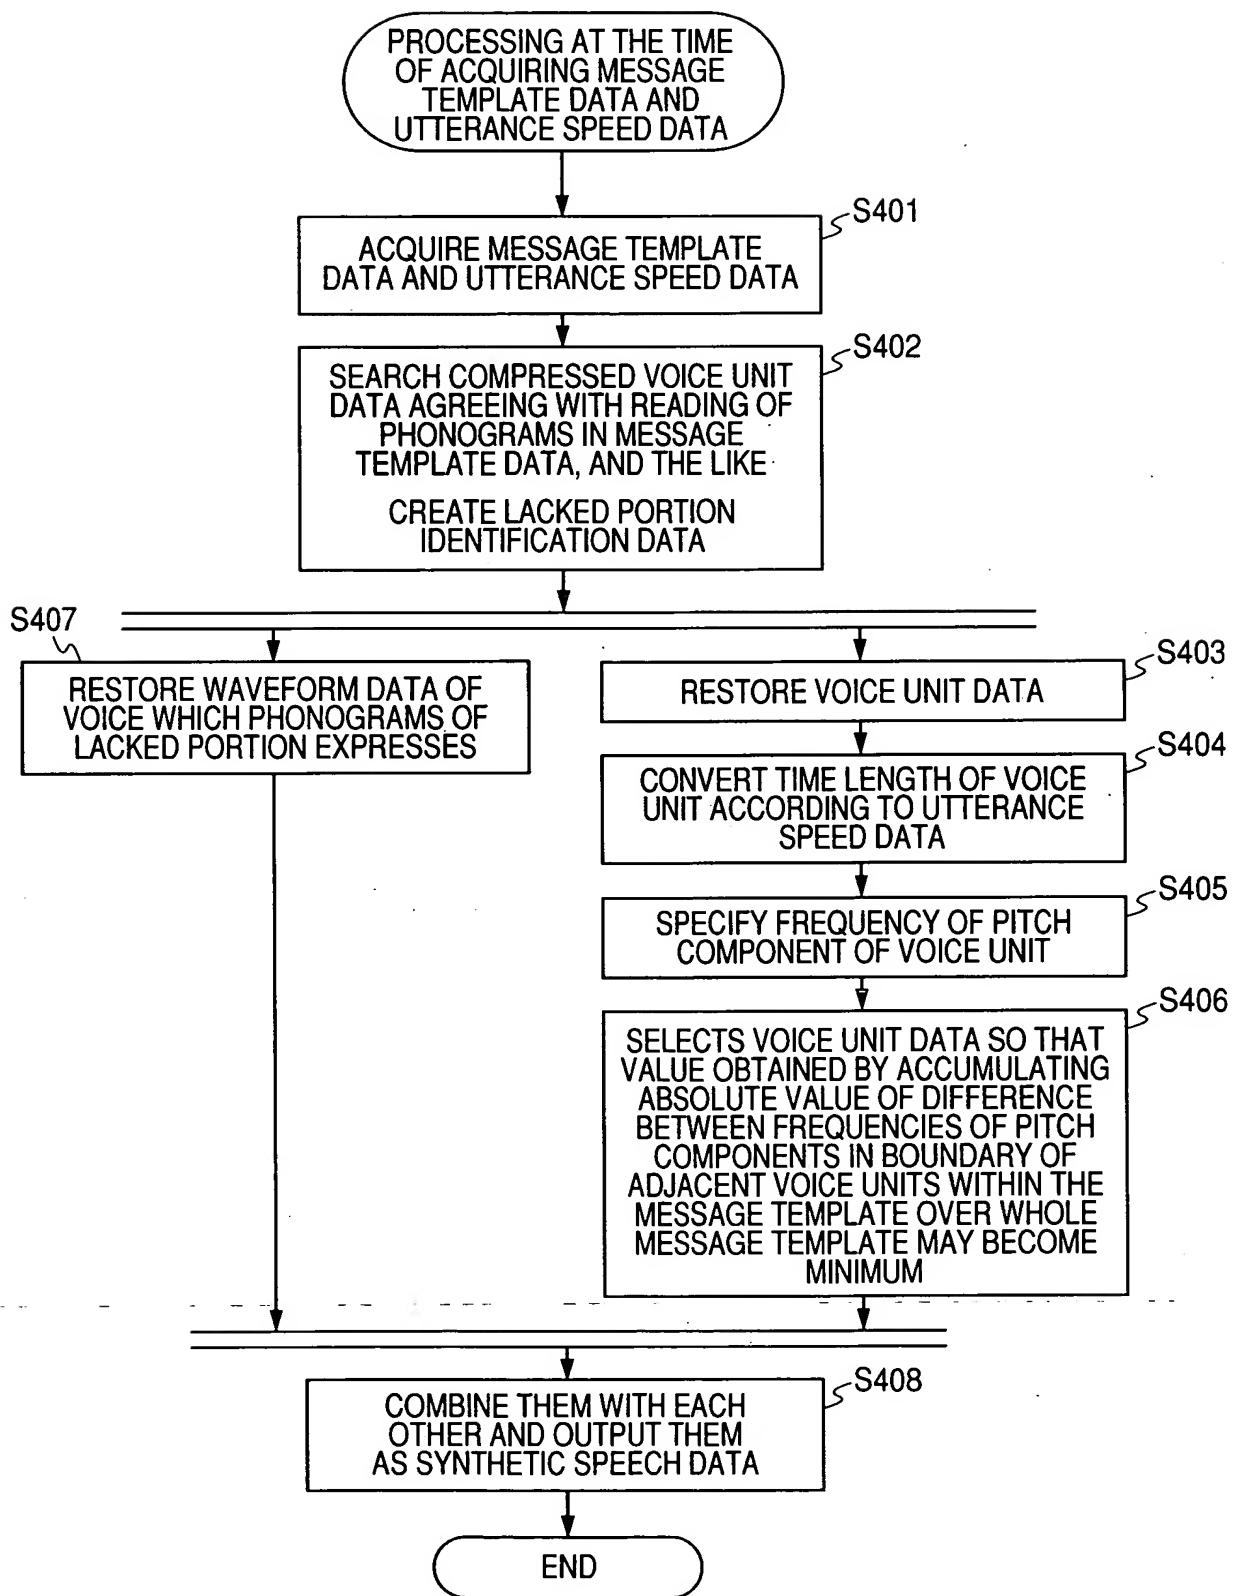 PROCESSING AT THE TIME
OF ACQUIRING MESSAGE
TEMPLATE DATA AND
UTTERANCE SPEED DATA
S401
ACQUIRE MESSAGE TEMPLATE
DATA AND UTTERANCE SPEED DATA
S402
SEARCH COMPRESSED VOICE UNIT
DATA AGREEING WITH READING OF
PHONOGRAMS IN MESSAGE
TEMPLATE DATA, AND THE LIKE
CREATE LACKED PORTION
IDENTIFICATION DATA
S407
RESTORE WAVEFORM DATA OF
VOICE WHICH PHONOGRAMS OF
LACKED PORTION EXPRESSES
S403
RESTORE VOICE UNIT DATA
S404
CONVERT TIME LENGTH OF VOICE
UNIT ACCORDING TO UTTERANCE
SPEED DATA
S405
SPECIFY FREQUENCY OF PITCH
COMPONENT OF VOICE UNIT
S406
SELECTS VOICE UNIT DATA SO THAT
VALUE OBTAINED BY ACCUMULATING
ABSOLUTE VALUE OF DIFFERENCE
BETWEEN FREQUENCIES OF PITCH
COMPONENTS IN BOUNDARY OF
ADJACENT VOICE UNITS WITHIN THE
MESSAGE TEMPLATE OVER WHOLE
MESSAGE TEMPLATE MAY BECOME
MINIMUM
S408
COMBINE THEM WITH EACH
OTHER AND OUTPUT THEM
AS SYNTHETIC SPEECH DATA
END